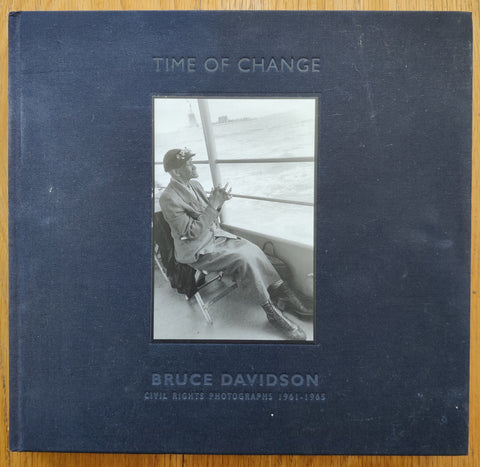 TIME OF CHANGE
BRUCE DAVIDSON
CIVIL RIGHTS PHOTOGRAPHS 1961-1965